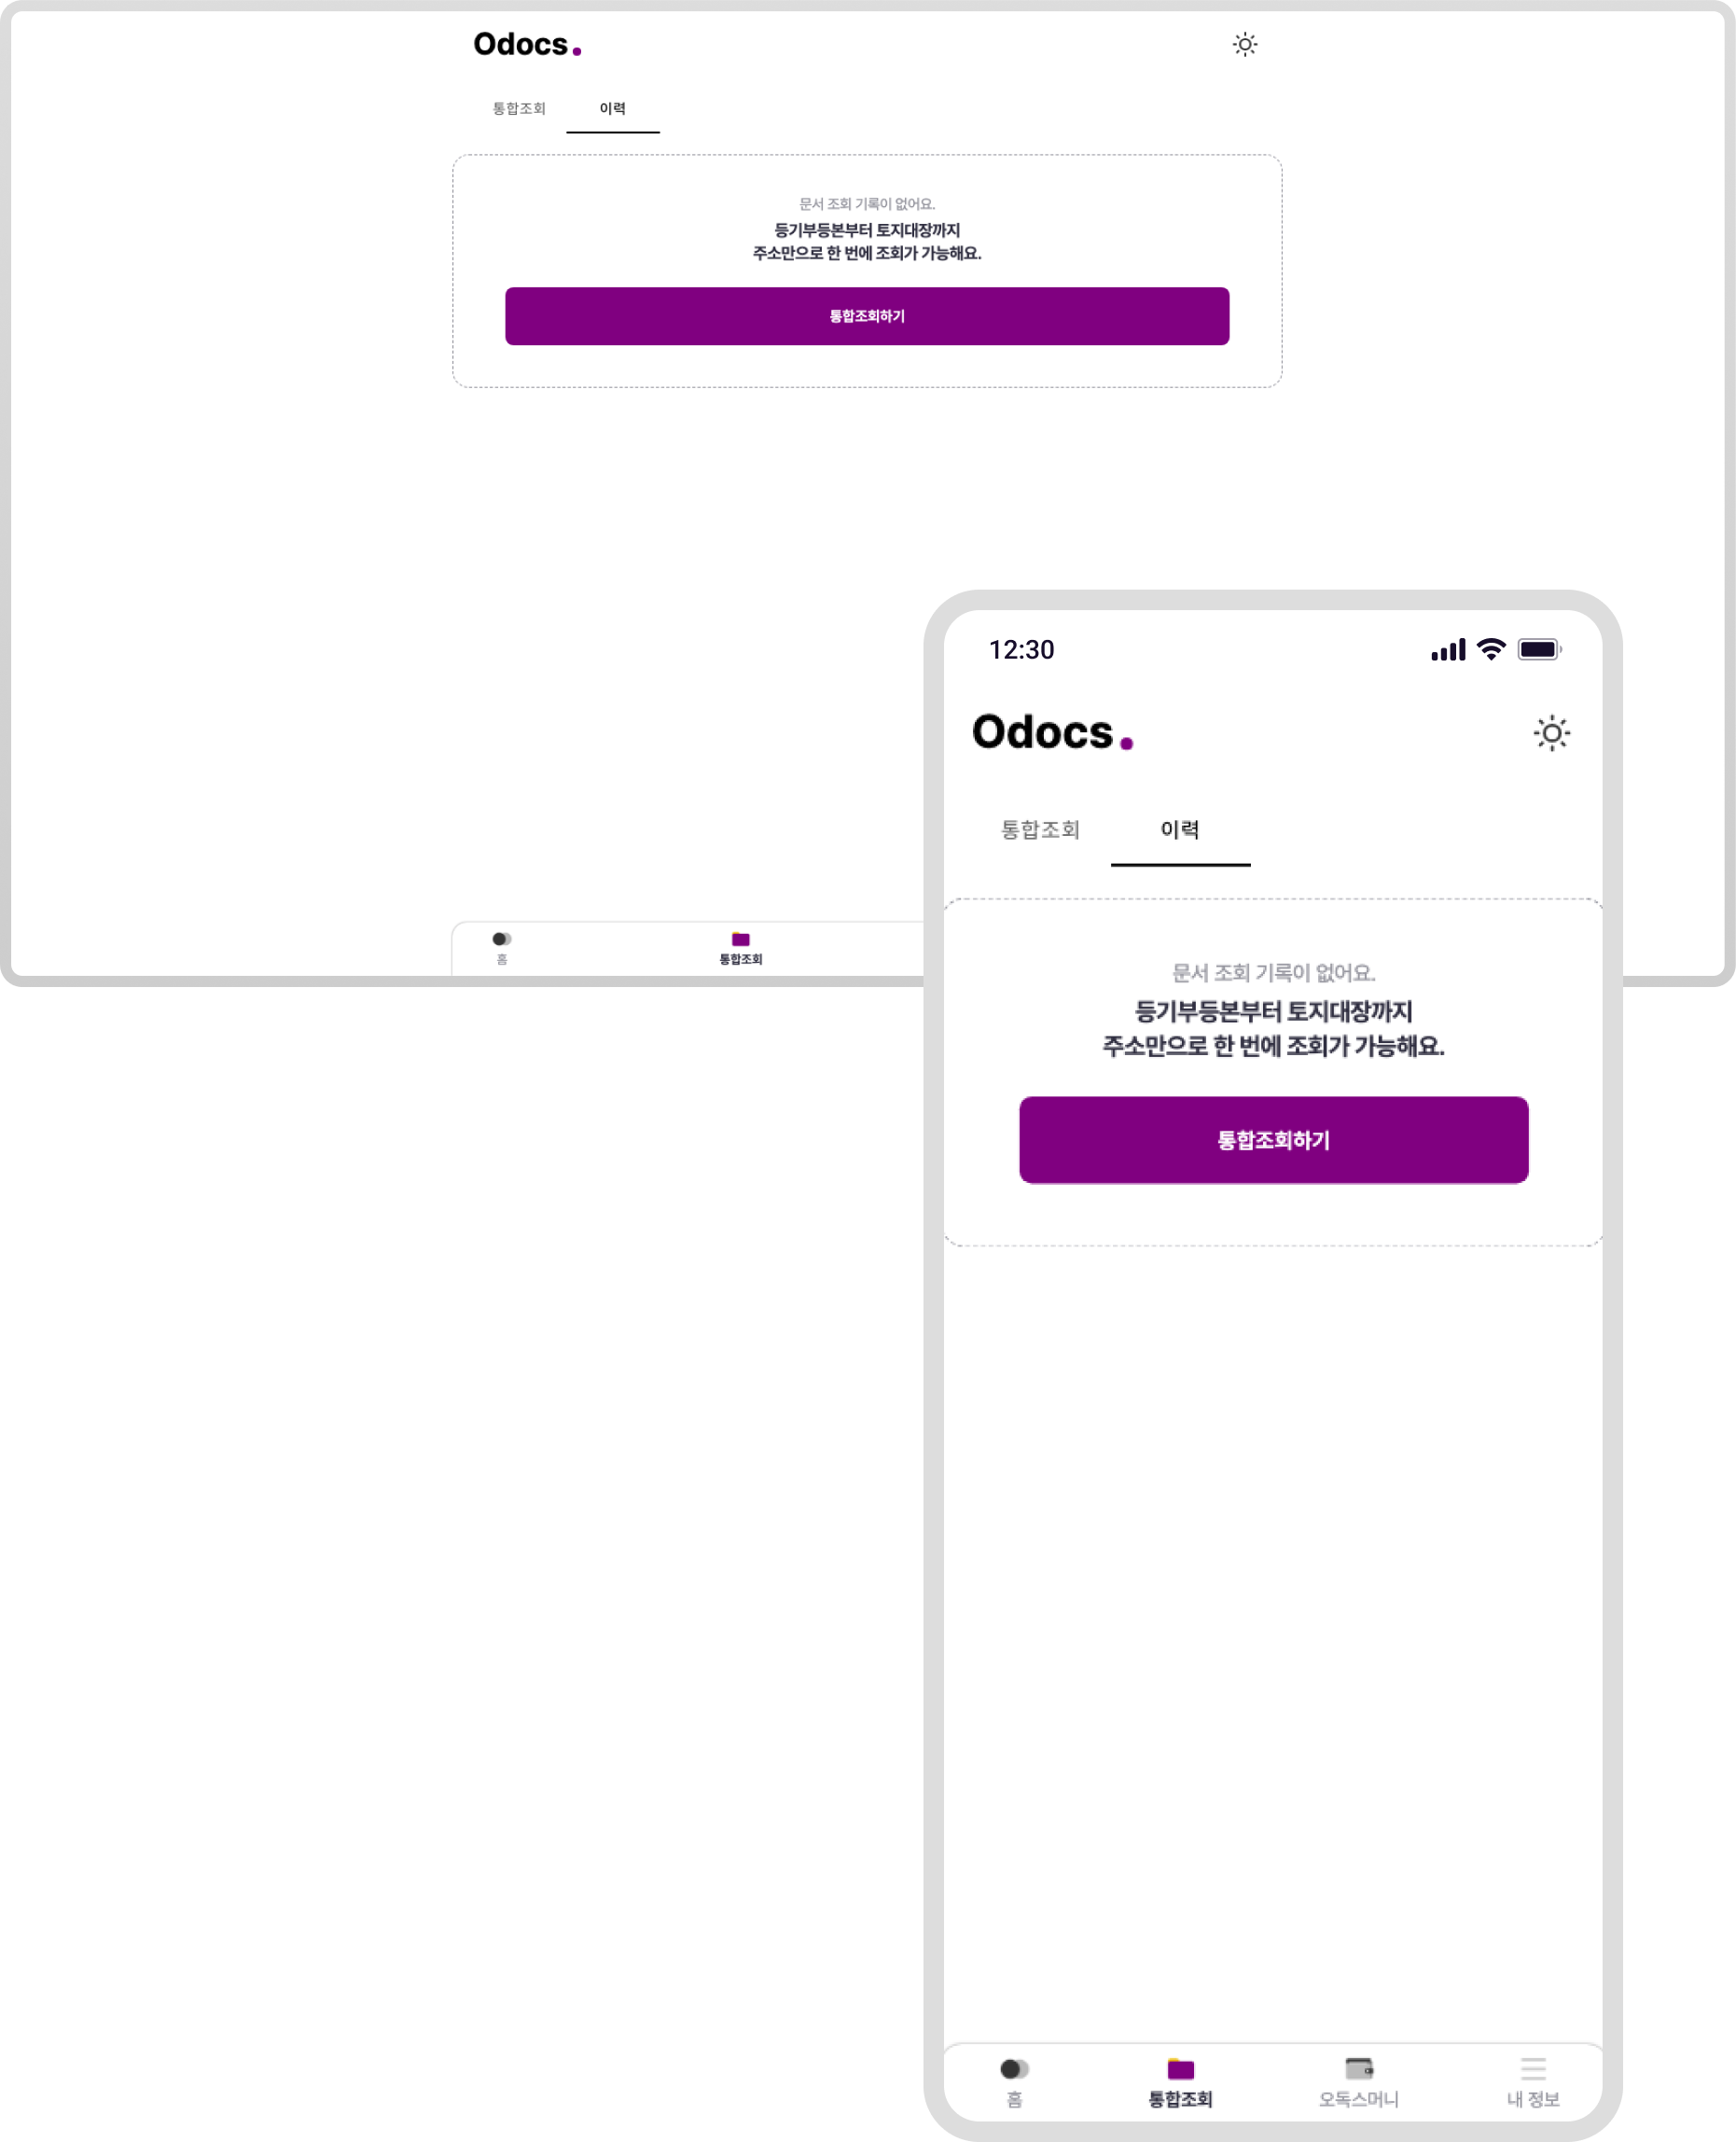 Odocs.
통합조회 이력
문서 조회 기록이 없어요.
등기부등본부터 토지대장까지
주소만으로 한 번에 조회가 가능해요.
통합조회하기
홈 통합조회
12:30
Odocs.
통합조회 이력
문서 조회 기록이 없어요.
등기부등본부터 토지대장까지
주소만으로 한 번에 조회가 가능해요.
통합조회하기
홈 통합조회 오독스머니 내 정보